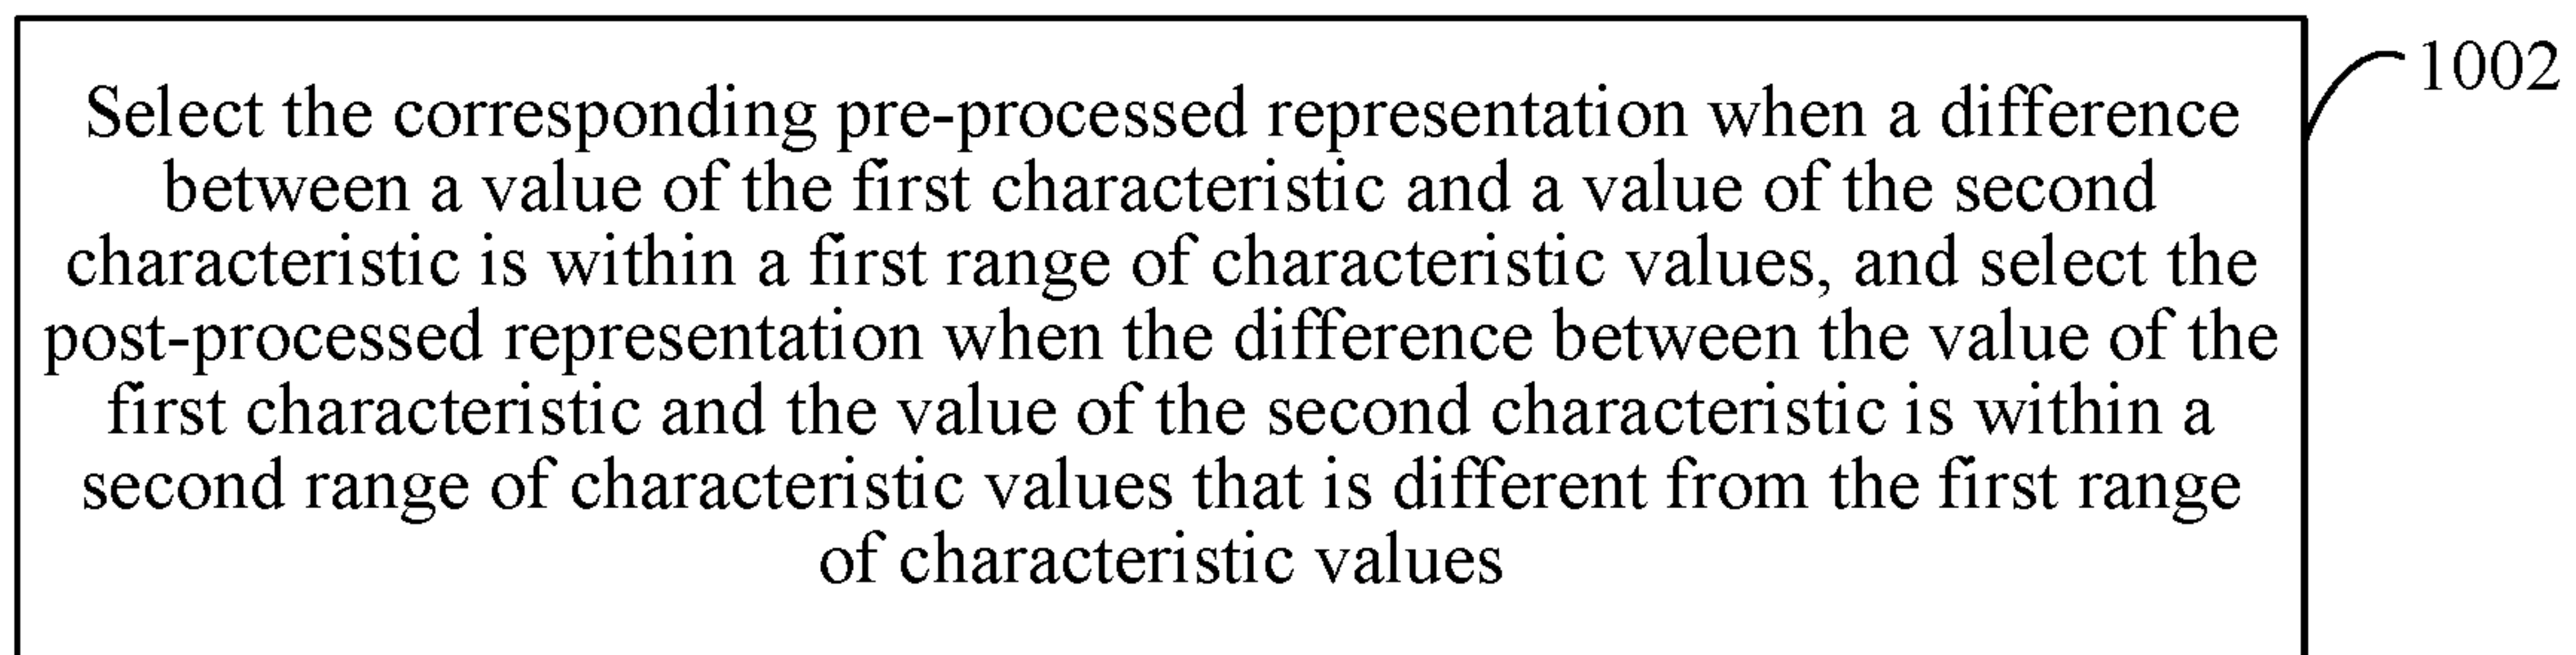 Select the corresponding pre-processed representation when a difference
between a value of the first characteristic and a value of the second
characteristic is within a first range of characteristic values, and select the
post-processed representation when the difference between the value of the
first characteristic and the value of the second characteristic is within a
second range of characteristic values that is different from the first range
of characteristic values
1002